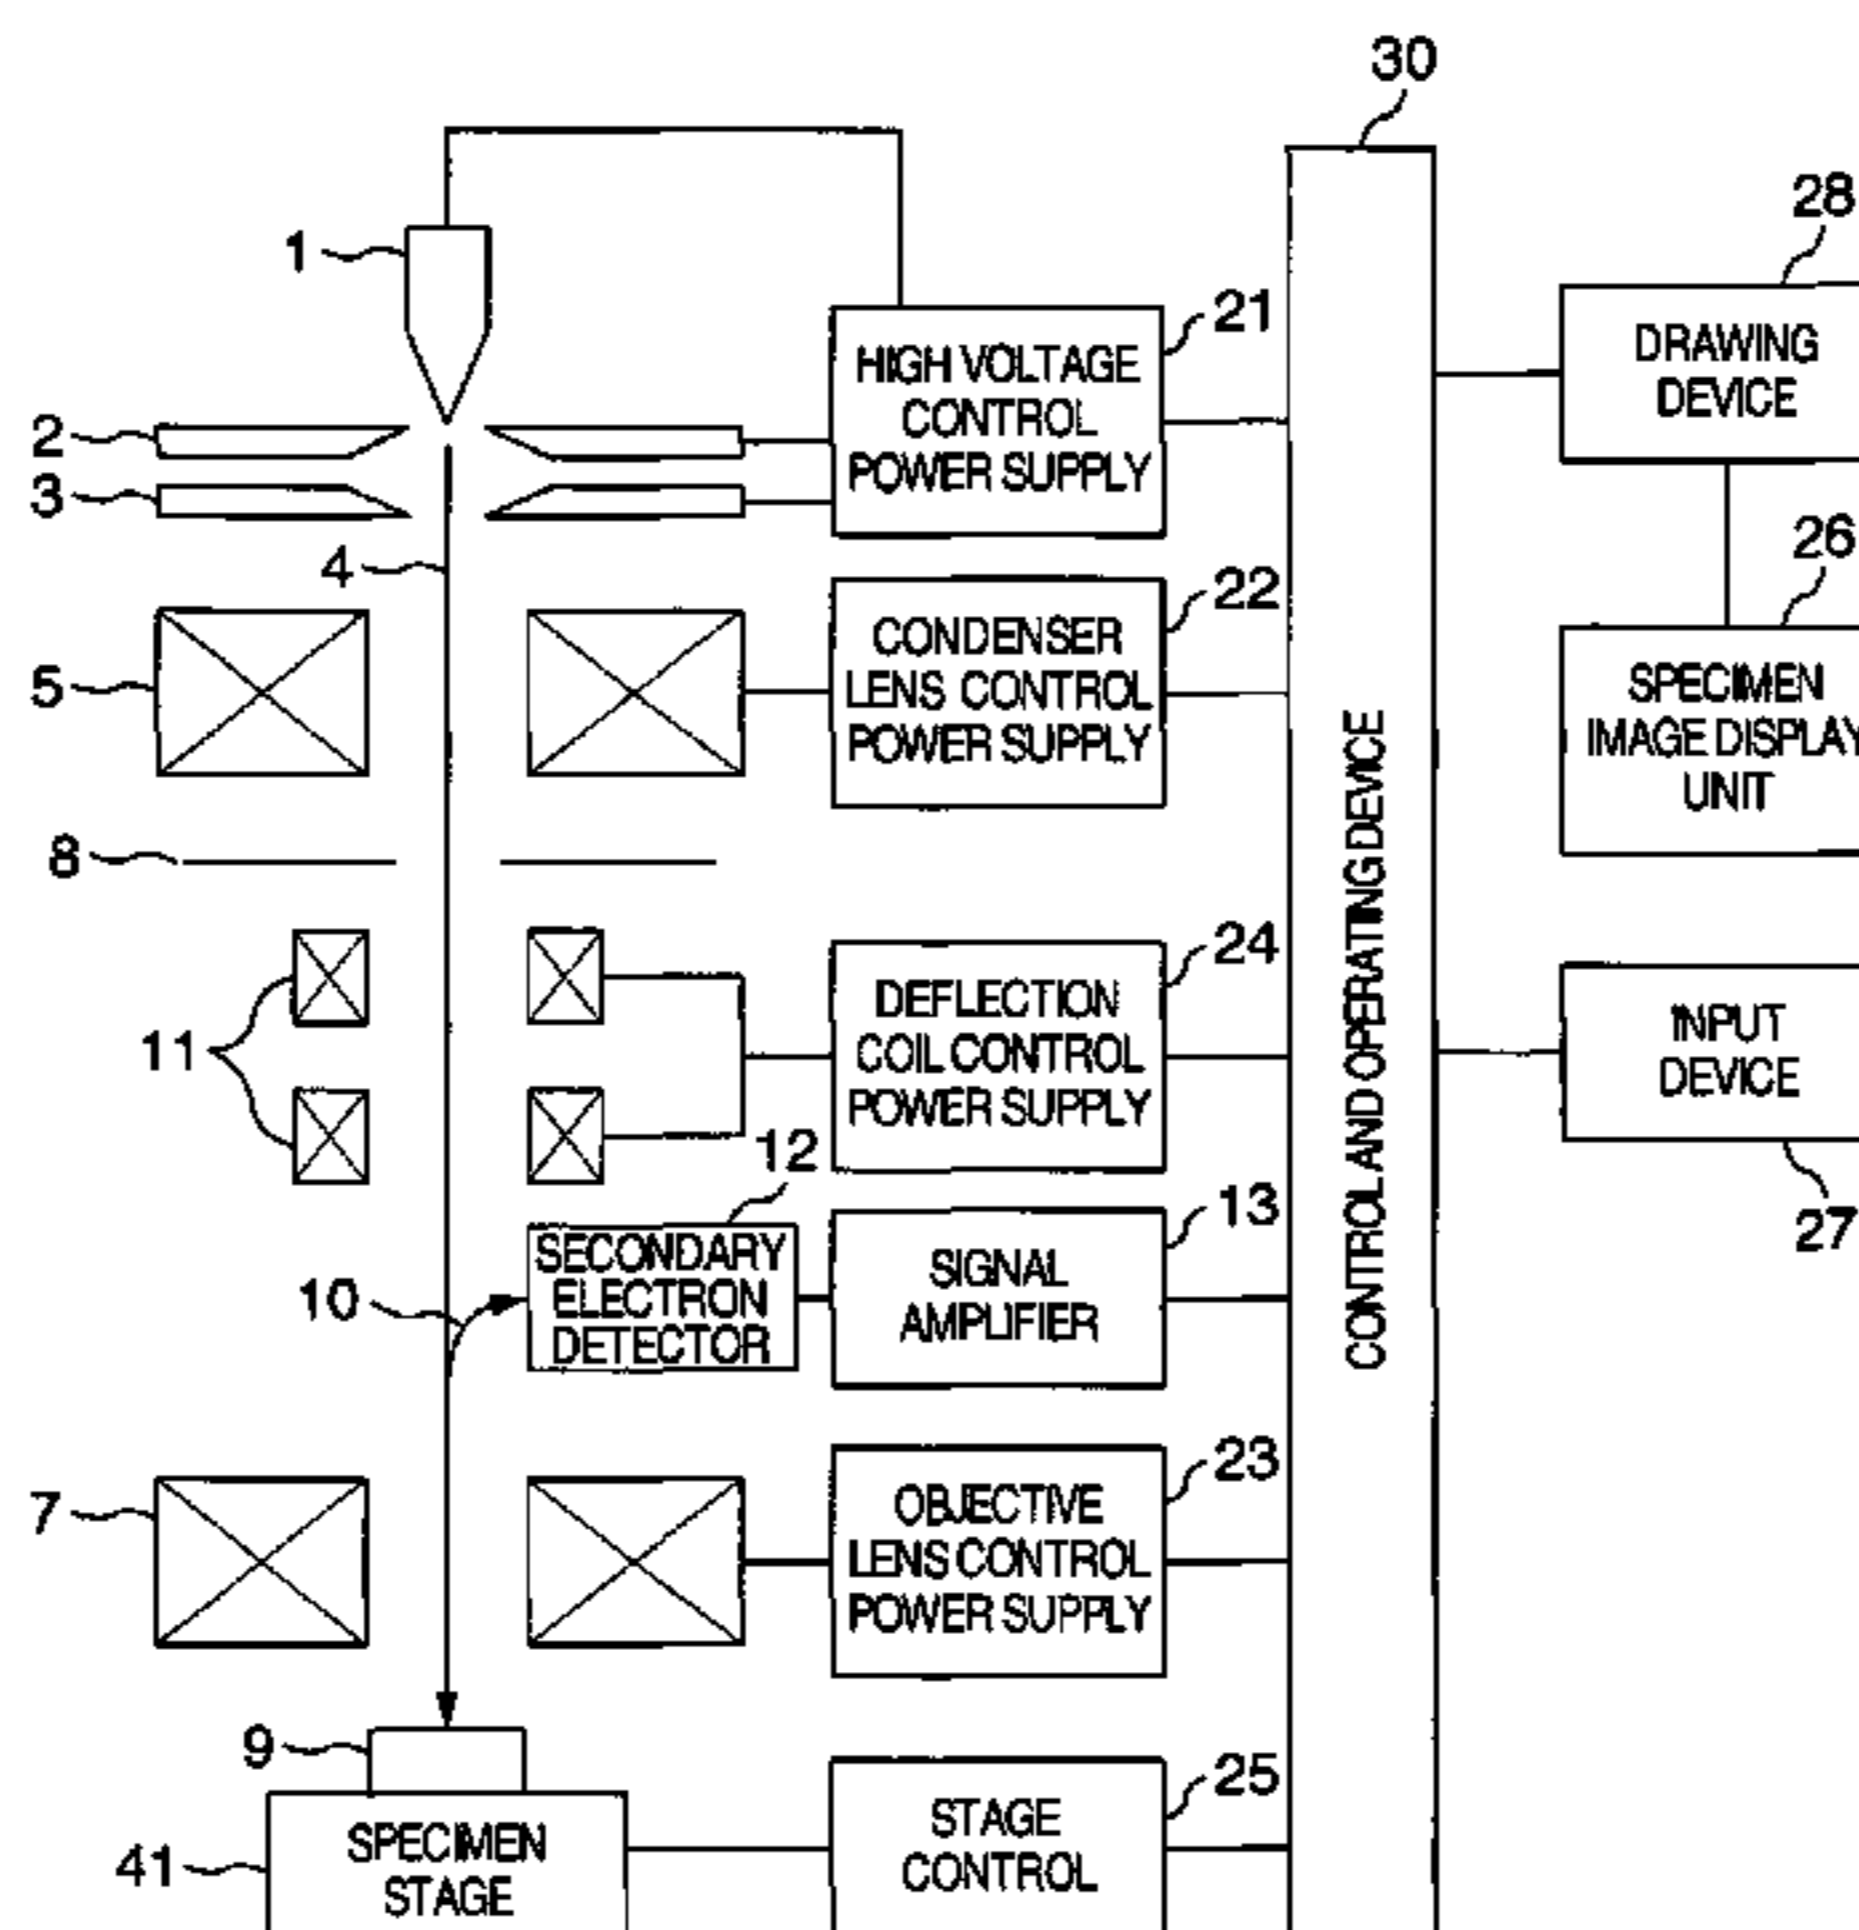 30
28
1
21
HIGH VOLTAGE
CONTROL
POWER SUPPLY
DRAWING
DEVICE
2
3
4
22
26
CONDENSER
LENS CONTROL
POWER SUPPLY
SPECIMEN
IMAGE DISPLAY
UNIT
5
CONTROL AND OPERATING DEVICE
8
24
DEFLECTION
COIL CONTROL
POWER SUPPLY
INPUT
DEVICE
11
12
13
27
SECONDARY
ELECTRON
DETECTOR
SIGNAL
AMPLIFIER
10
23
OBJECTIVE
LENS CONTROL
POWER SUPPLY
7
9
25
SPECIMEN
STAGE
STAGE
CONTROL
41